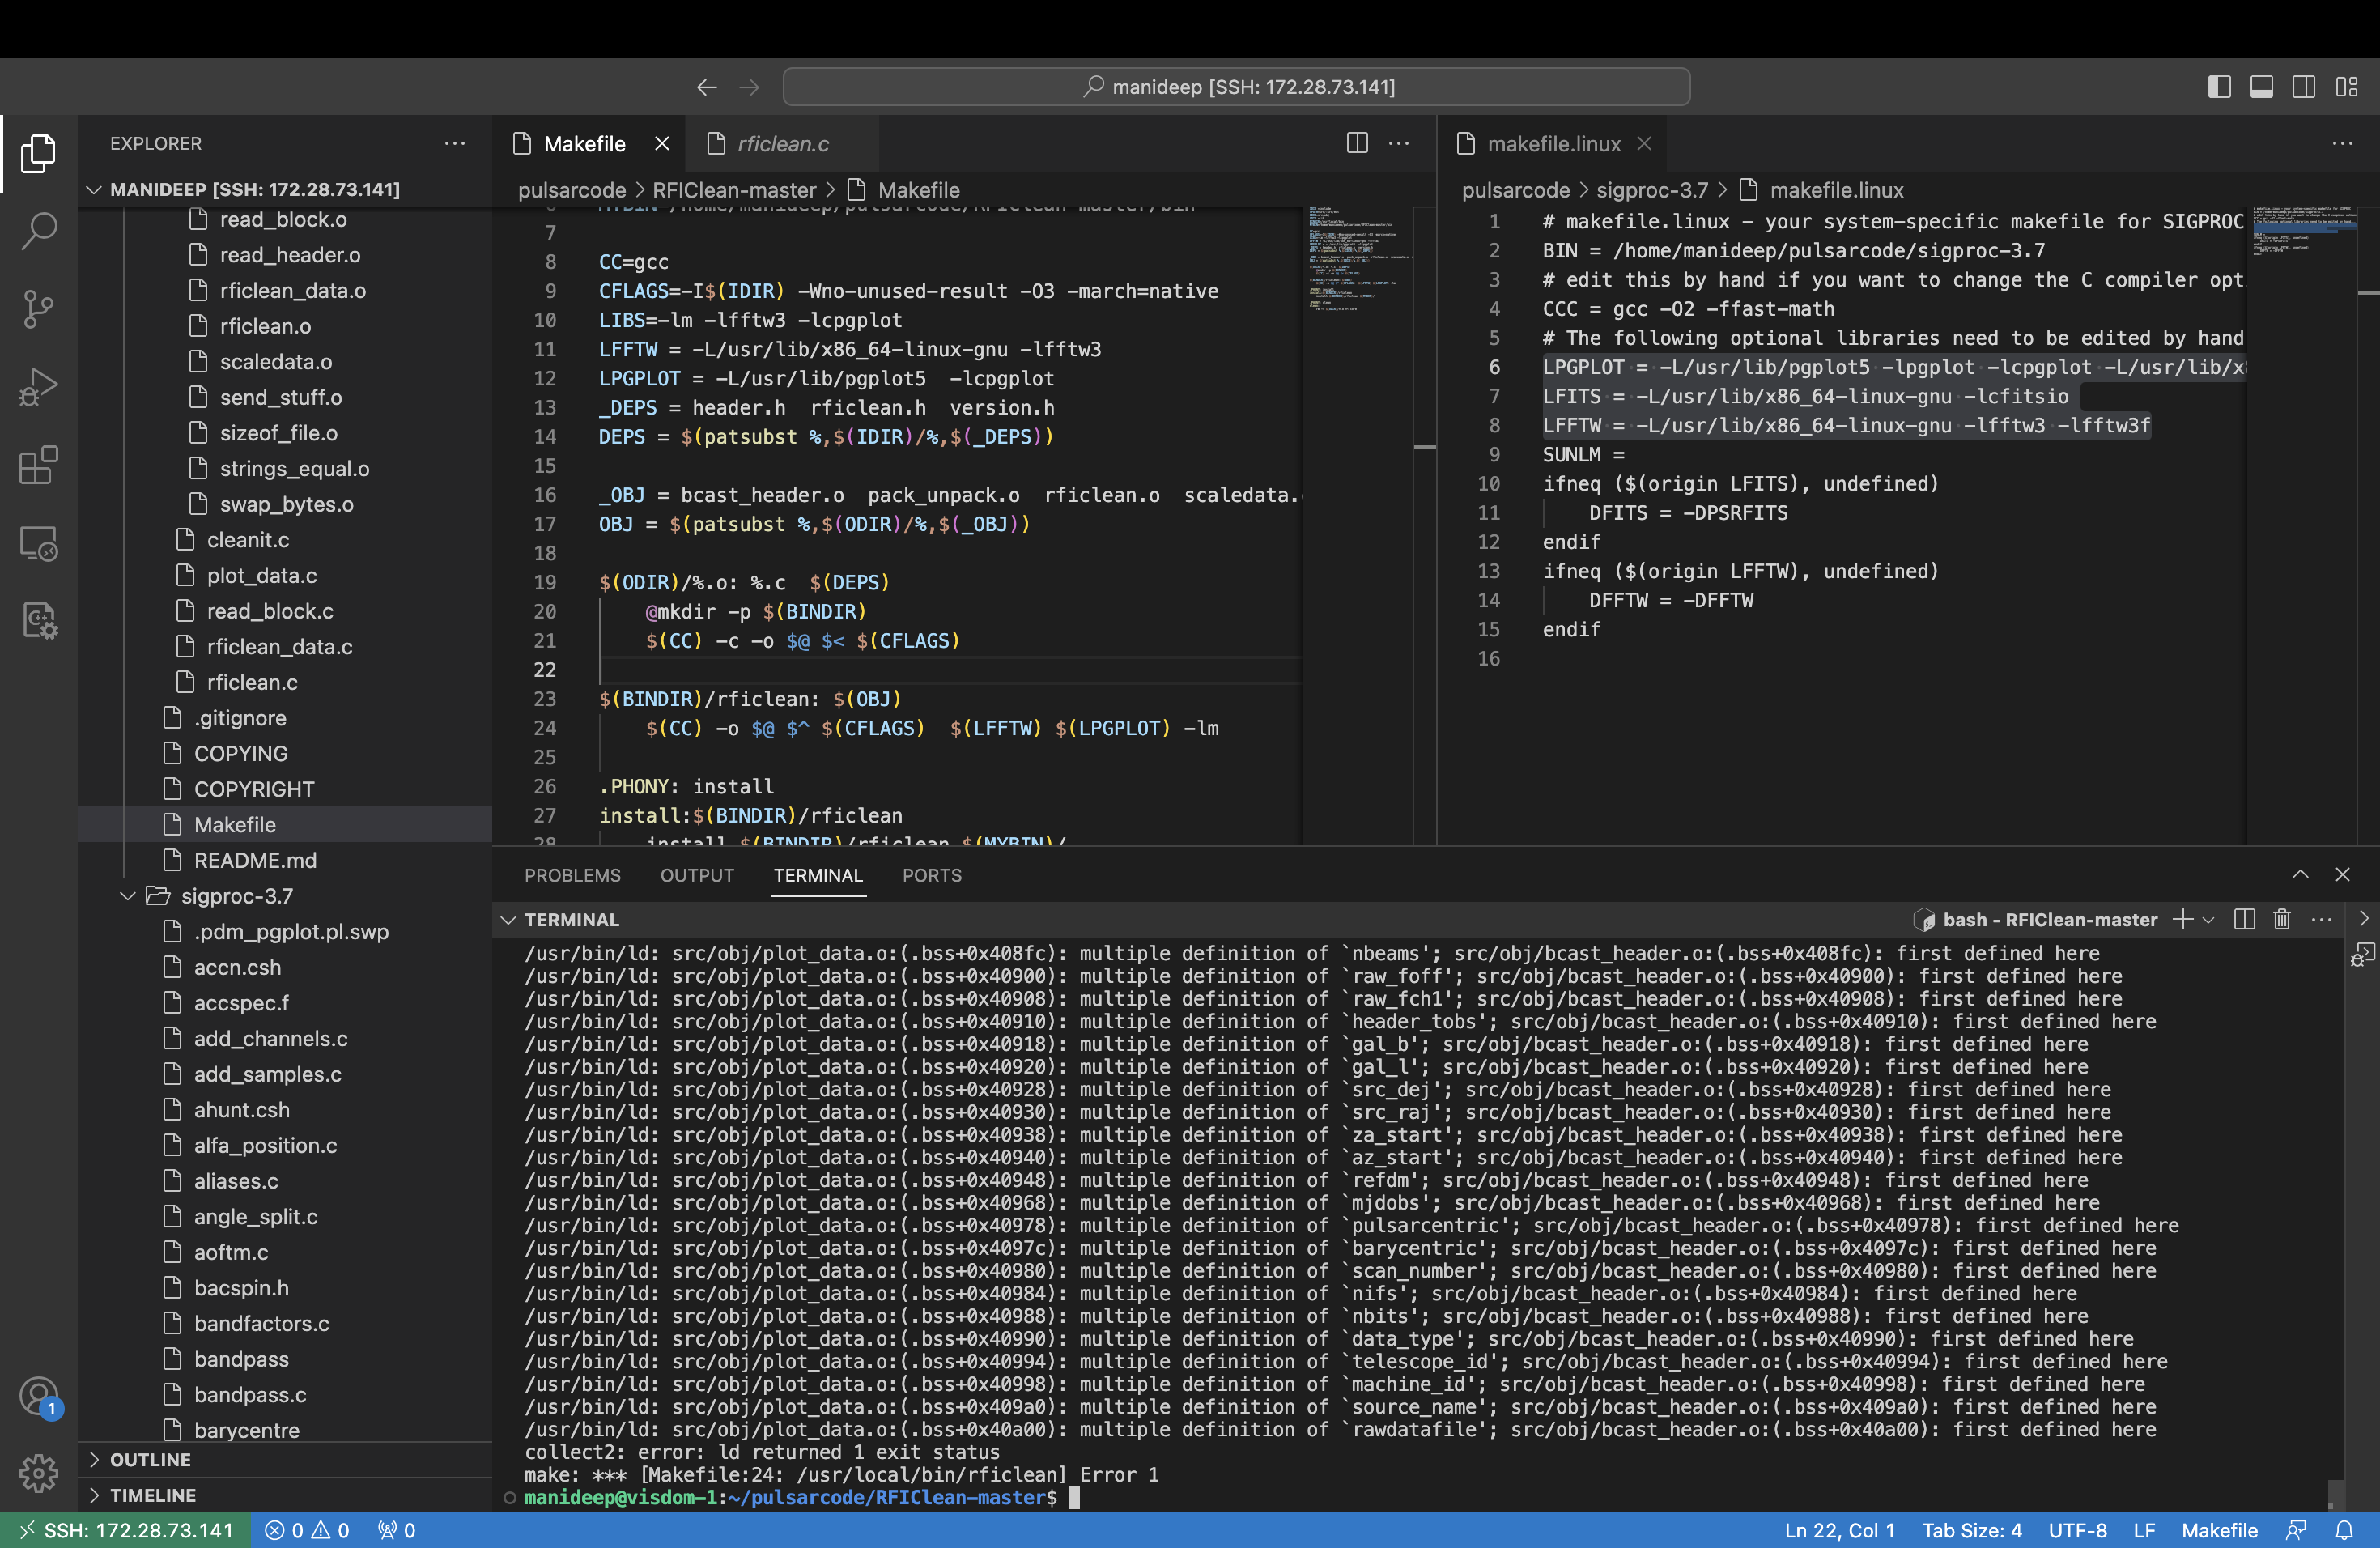 manideep [SSH: 172.28.73.141]
EXPLORER
MANIDEEP [SSH: 172.28.73.141]
read_block.o
read_header.o
rficlean_data.o
rficlean.o
scaledata.o
send_stuff.o
sizeof_file.o
strings_equal.o
swap_bytes.o
cleanit.c
plot_data.c
read_block.c
rficlean_data.c
rficlean.c
.gitignore
COPYING
COPYRIGHT
Makefile
README.md
sigproc-3.7
.pdm_pgplot.pl.swp
accn.csh
accspec.f
add_channels.c
add_samples.c
ahunt.csh
alfa_position.c
aliases.c
angle_split.c
aoftm.c
bacspin.h
bandfactors.c
bandpass
bandpass.c
barycentre
OUTLINE
TIMELINE
1
Makefile
rficlean.c
pulsarcode > RFIClean-master > Makefile
7
8 CC=gcc
9 CFLAGS=-I$(IDIR) -Wno-unused-result -O3 -march=native
10 LIBS=-lm -lfftw3 -lcpgplot
11 LFFTW = -L/usr/lib/x86_64-linux-gnu -lfftw3
12 LPGPLOT = -L/usr/lib/pgplot5  -lcpgplot
13 _DEPS = header.h  rficlean.h  version.h
14 DEPS = $(patsubst %,$(IDIR)/%,$(_DEPS))
15
16 _OBJ = bcast_header.o  pack_unpack.o  rficlean.o  scaledata.
17 OBJ = $(patsubst %,$(ODIR)/%,$(_OBJ))
18
19 $(ODIR)/%.o: %.c  $(DEPS)
20 @mkdir -p $(BINDIR)
21 $(CC) -c -o $@ $< $(CFLAGS)
22
23 $(BINDIR)/rficlean: $(OBJ)
24 $(CC) -o $@ $^ $(CFLAGS)  $(LFFTW) $(LPGPLOT) -lm
25
26 .PHONY: install
27 install:$(BINDIR)/rficlean
28 install $(BINDIR)/rficlean $(MYBIN)/
makefile.linux
pulsarcode > sigproc-3.7 > makefile.linux
1 # makefile.linux - your system-specific makefile for SIGPROC
2 BIN = /home/manideep/pulsarcode/sigproc-3.7
3 # edit this by hand if you want to change the C compiler opt
4 CCC = gcc -O2 -ffast-math
5 # The following optional libraries need to be edited by hand
6 LPGPLOT = -L/usr/lib/pgplot5 -lpgplot -lcpgplot -L/usr/lib/x
7 LFITS = -L/usr/lib/x86_64-linux-gnu -lcfitsio
8 LFFTW = -L/usr/lib/x86_64-linux-gnu -lfftw3 -lfftw3f
9 SUNLM =
10 ifneq ($(origin LFITS), undefined)
11 DFITS = -DPSRFITS
12 endif
13 ifneq ($(origin LFFTW), undefined)
14 DFFTW = -DFFTW
15 endif
16
PROBLEMS OUTPUT TERMINAL PORTS
TERMINAL
bash - RFIClean-master
/usr/bin/ld: src/obj/plot_data.o:(.bss+0x408fc): multiple definition of `nbeams'; src/obj/bcast_header.o:(.bss+0x408fc): first defined here
/usr/bin/ld: src/obj/plot_data.o:(.bss+0x40900): multiple definition of `raw_foff'; src/obj/bcast_header.o:(.bss+0x40900): first defined here
/usr/bin/ld: src/obj/plot_data.o:(.bss+0x40908): multiple definition of `raw_fch1'; src/obj/bcast_header.o:(.bss+0x40908): first defined here
/usr/bin/ld: src/obj/plot_data.o:(.bss+0x40910): multiple definition of `header_tobs'; src/obj/bcast_header.o:(.bss+0x40910): first defined here
/usr/bin/ld: src/obj/plot_data.o:(.bss+0x40918): multiple definition of `gal_b'; src/obj/bcast_header.o:(.bss+0x40918): first defined here
/usr/bin/ld: src/obj/plot_data.o:(.bss+0x40920): multiple definition of `gal_l'; src/obj/bcast_header.o:(.bss+0x40920): first defined here
/usr/bin/ld: src/obj/plot_data.o:(.bss+0x40928): multiple definition of `src_dej'; src/obj/bcast_header.o:(.bss+0x40928): first defined here
/usr/bin/ld: src/obj/plot_data.o:(.bss+0x40930): multiple definition of `src_raj'; src/obj/bcast_header.o:(.bss+0x40930): first defined here
/usr/bin/ld: src/obj/plot_data.o:(.bss+0x40938): multiple definition of `za_start'; src/obj/bcast_header.o:(.bss+0x40938): first defined here
/usr/bin/ld: src/obj/plot_data.o:(.bss+0x40940): multiple definition of `az_start'; src/obj/bcast_header.o:(.bss+0x40940): first defined here
/usr/bin/ld: src/obj/plot_data.o:(.bss+0x40948): multiple definition of `refdm'; src/obj/bcast_header.o:(.bss+0x40948): first defined here
/usr/bin/ld: src/obj/plot_data.o:(.bss+0x40968): multiple definition of `mjdobs'; src/obj/bcast_header.o:(.bss+0x40968): first defined here
/usr/bin/ld: src/obj/plot_data.o:(.bss+0x40978): multiple definition of `pulsarcentric'; src/obj/bcast_header.o:(.bss+0x40978): first defined here
/usr/bin/ld: src/obj/plot_data.o:(.bss+0x4097c): multiple definition of `barycentric'; src/obj/bcast_header.o:(.bss+0x4097c): first defined here
/usr/bin/ld: src/obj/plot_data.o:(.bss+0x40980): multiple definition of `scan_number'; src/obj/bcast_header.o:(.bss+0x40980): first defined here
/usr/bin/ld: src/obj/plot_data.o:(.bss+0x40984): multiple definition of `nifs'; src/obj/bcast_header.o:(.bss+0x40984): first defined here
/usr/bin/ld: src/obj/plot_data.o:(.bss+0x40988): multiple definition of `nbits'; src/obj/bcast_header.o:(.bss+0x40988): first defined here
/usr/bin/ld: src/obj/plot_data.o:(.bss+0x40990): multiple definition of `data_type'; src/obj/bcast_header.o:(.bss+0x40990): first defined here
/usr/bin/ld: src/obj/plot_data.o:(.bss+0x40994): multiple definition of `telescope_id'; src/obj/bcast_header.o:(.bss+0x40994): first defined here
/usr/bin/ld: src/obj/plot_data.o:(.bss+0x40998): multiple definition of `machine_id'; src/obj/bcast_header.o:(.bss+0x40998): first defined here
/usr/bin/ld: src/obj/plot_data.o:(.bss+0x409a0): multiple definition of `source_name'; src/obj/bcast_header.o:(.bss+0x409a0): first defined here
/usr/bin/ld: src/obj/plot_data.o:(.bss+0x40a00): multiple definition of `rawdatafile'; src/obj/bcast_header.o:(.bss+0x40a00): first defined here
collect2: error: ld returned 1 exit status
make: *** [Makefile:24: /usr/local/bin/rficlean] Error 1
manideep@visdom-1:~/pulsarcode/RFIClean-master$
SSH: 172.28.73.141 0 0 0 Ln 22, Col 1 Tab Size: 4 UTF-8 LF Makefile